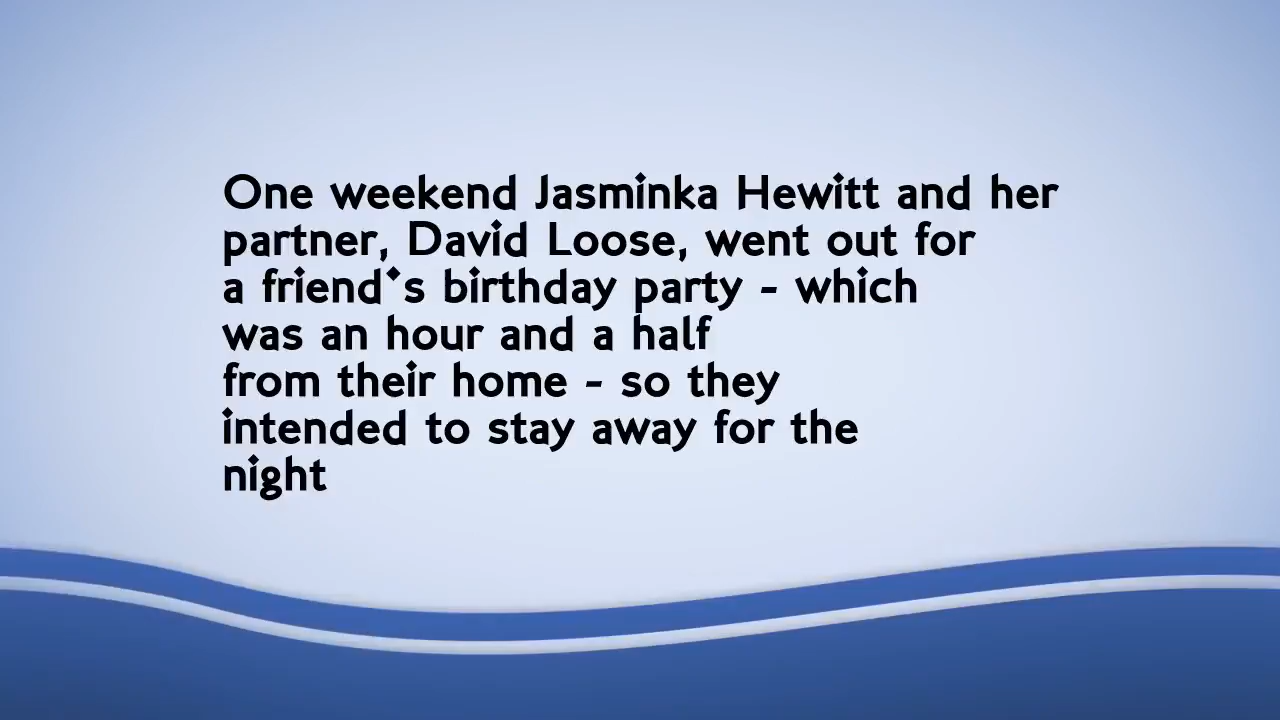 One weekend Jasminka Hewitt and her
partner, David Loose, went out for
a friend's birthday party - which
was an hour and a half
from their home - so they
intended to stay away for the
night